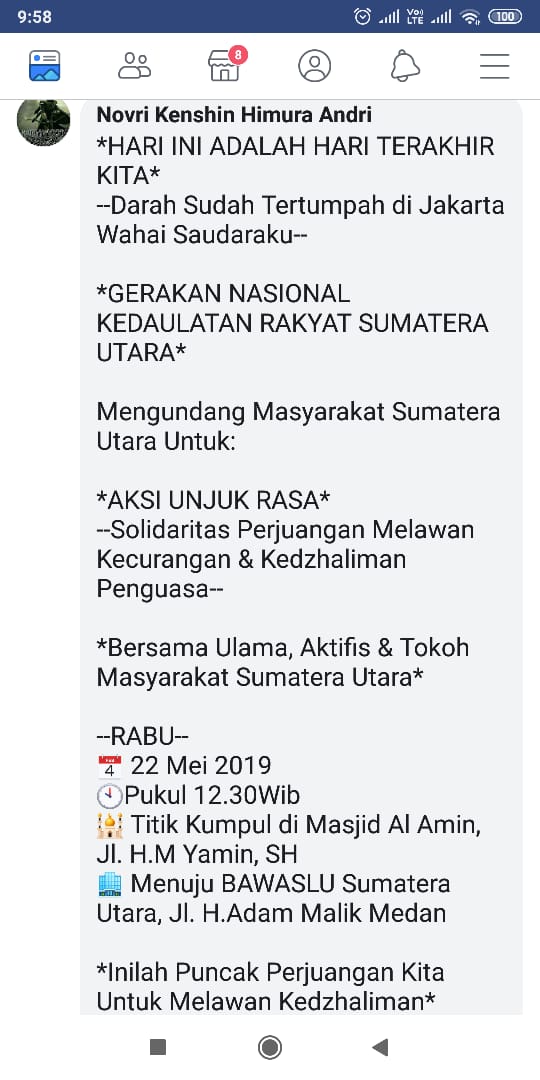 9:58
Vo))
LTE
100
8
Novri Kenshin Himura Andri
*HARI INI ADALAH HARI TERAKHIR
KITA*
--Darah Sudah Tertumpah di Jakarta
Wahai Saudaraku--
*GERAKAN NASIONAL
KEDAULATAN RAKYAT SUMATERA
UTARA*
Mengundang Masyarakat Sumatera
Utara Untuk:
*AKSI UNJUK RASA*
--Solidaritas Perjuangan Melawan
Kecurangan & Kedzhaliman
Penguasa--
*Bersama Ulama, Aktifis & Tokoh
Masyarakat Sumatera Utara*
--RABU--
📅 22 Mei 2019
🕙Pukul 12.30Wib
🕌 Titik Kumpul di Masjid Al Amin,
Jl. H.M Yamin, SH
🏢 Menuju BAWASLU Sumatera
Utara, Jl. H.Adam Malik Medan
*Inilah Puncak Perjuangan Kita
Untuk Melawan Kedzhaliman*